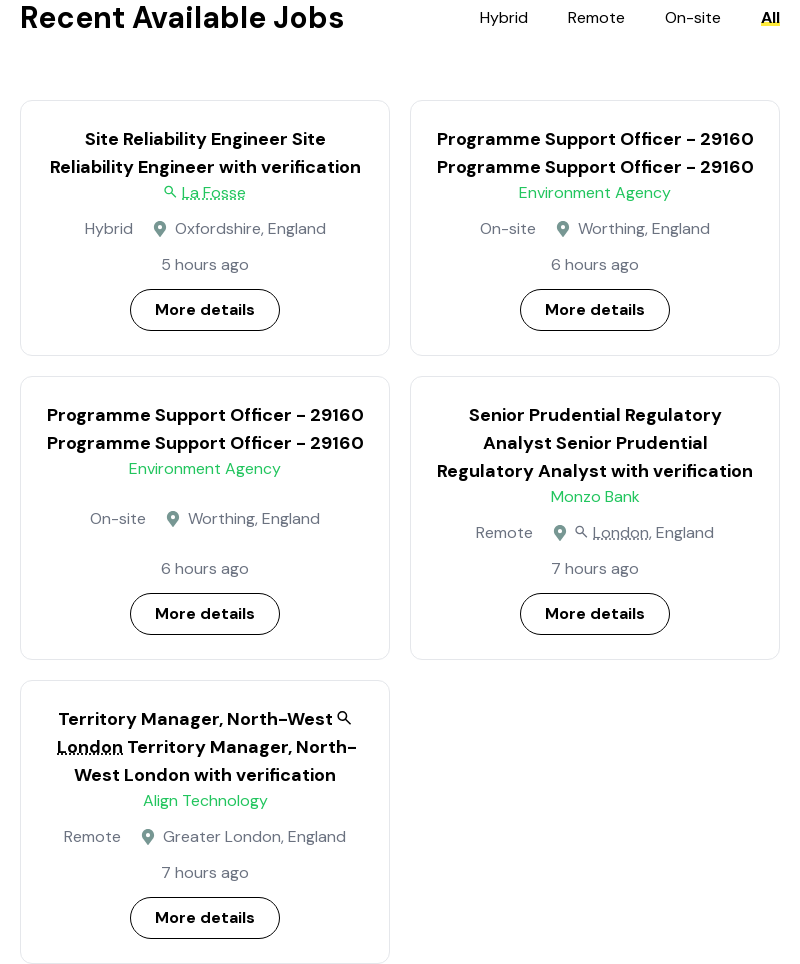 Recent Available Jobs
Hybrid Remote On-site All
Site Reliability Engineer Site
Reliability Engineer with verification
La Fosse
Hybrid Oxfordshire, England
5 hours ago
More details
Programme Support Officer – 29160
Programme Support Officer – 29160
Environment Agency
On-site Worthing, England
6 hours ago
More details
Programme Support Officer – 29160
Programme Support Officer – 29160
Environment Agency
On-site Worthing, England
6 hours ago
More details
Senior Prudential Regulatory
Analyst Senior Prudential
Regulatory Analyst with verification
Monzo Bank
Remote London, England
7 hours ago
More details
Territory Manager, North-West
London Territory Manager, North-
West London with verification
Align Technology
Remote Greater London, England
7 hours ago
More details